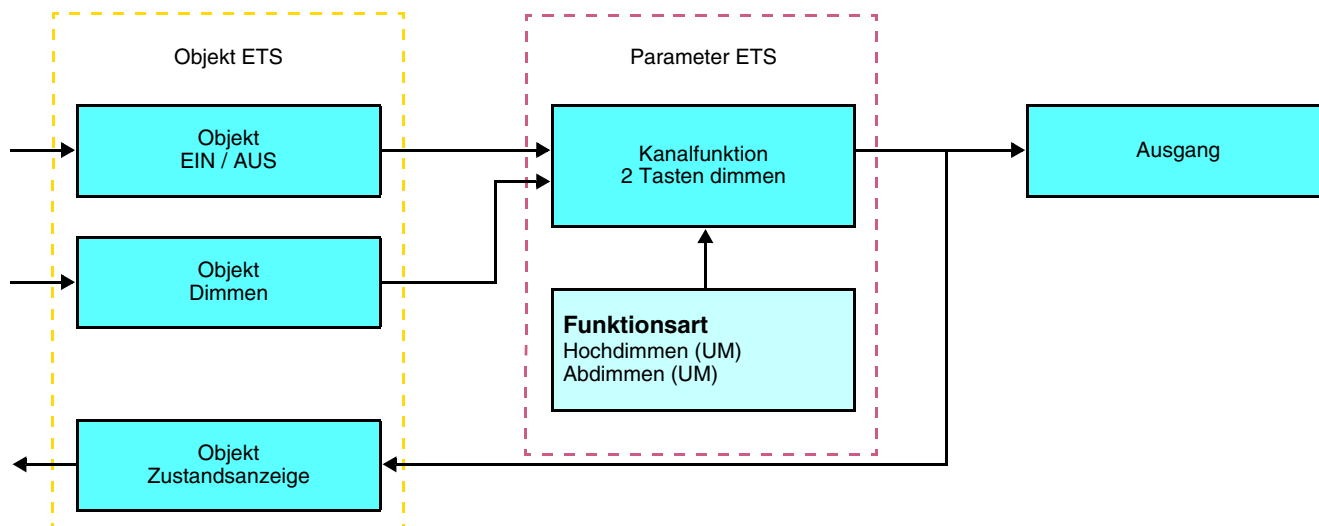 Objekt ETS
Parameter ETS
Objekt
EIN / AUS
Kanalfunktion
2 Tasten dimmen
Ausgang
Objekt
Dimmen
Funktionsart
Hochdimmen (UM)
Abdimmen (UM)
Objekt
Zustandsanzeige